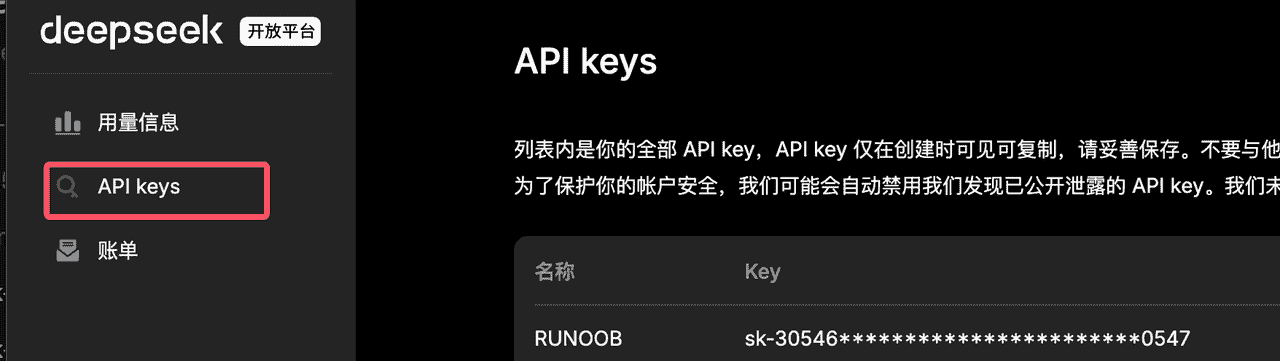 deepseek 开放平台
用量信息
API keys
账单
API keys
列表内是你的全部 API key，API key 仅在创建时可见可复制，请妥善保存。不要与他
为了保护你的帐户安全，我们可能会自动禁用我们发现已公开泄露的 API key。我们未
名称 Key
RUNOOB sk-30546************************0547